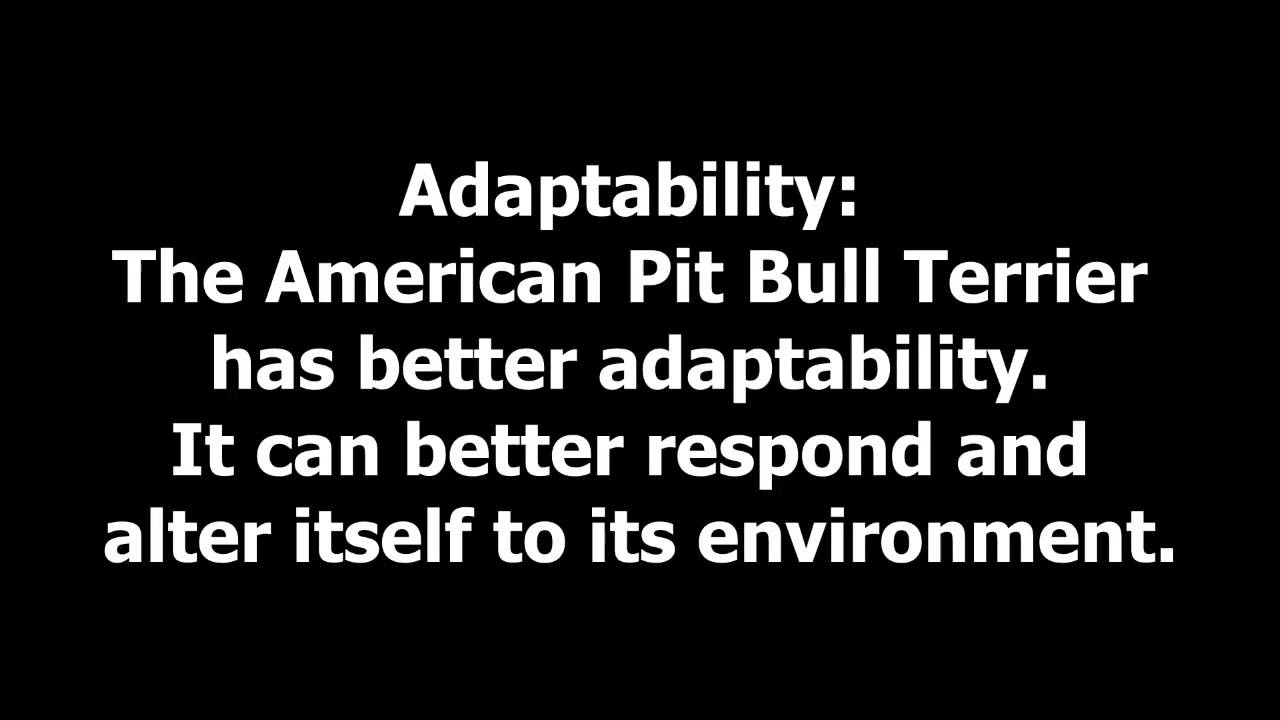 Adaptability:
The American Pit Bull Terrier
has better adaptability.
It can better respond and
alter itself to its environment.